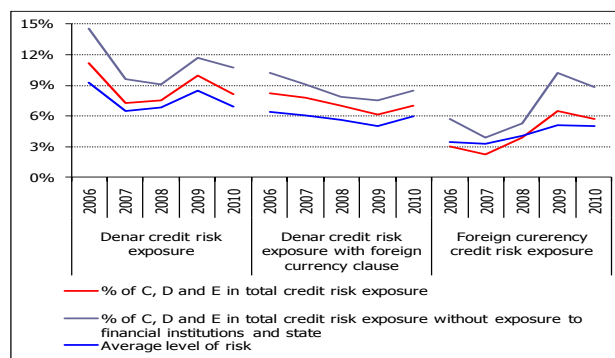 15%
12%
9%
6%
3%
0%
2006 2007 2008 2009 2010 2006 2007 2008 2009 2010 2006 2007 2008 2009 2010
Denar credit risk
exposure
Denar credit risk
exposure with foreign
currency clause
Foreign curerency
credit risk exposure
% of C, D and E in total credit risk exposure
% of C, D and E in total credit risk exposure without exposure to
financial institutions and state
Average level of risk